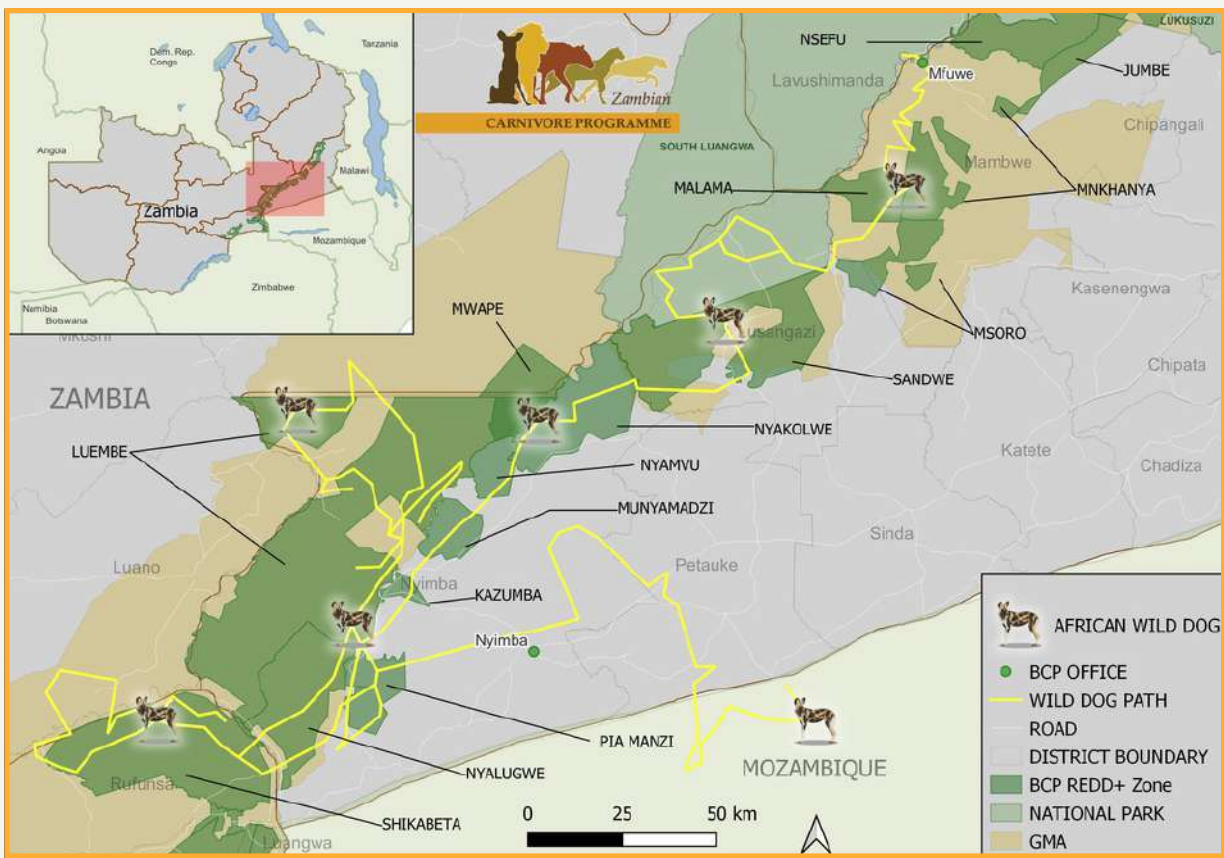 Tanzania
Dem. Rep.
Congo
Angola
Malawi
Zambia
Mozambique
Zimbabwe
Namibia
Botswana
Zambian
CARNIVORE PROGRAMME
LUKUSUZI
NSEFU
Mfuwe
JUMBE
Lavushimanda
Chipangali
SOUTH LUANGWA
Mambwe
MALAMA
MNKHANYA
Kasenengwa
MWAPE
MSORO
Lusangazi
Mkushi
SANDWE
Chipata
ZAMBIA
NYAKOLWE
LUEMBE
NYAMVU
Katete
Chadiza
MUNYAMADZI
Sinda
Luano
Petauke
Nyimba
KAZUMBA
Nyimba
PIA MANZI
MOZAMBIQUE
NYALUGWE
Rufunsa
SHIKABETA
Luangwa
0 25 50 km
AFRICAN WILD DOG
BCP OFFICE
WILD DOG PATH
ROAD
DISTRICT BOUNDARY
BCP REDD+ Zone
NATIONAL PARK
GMA